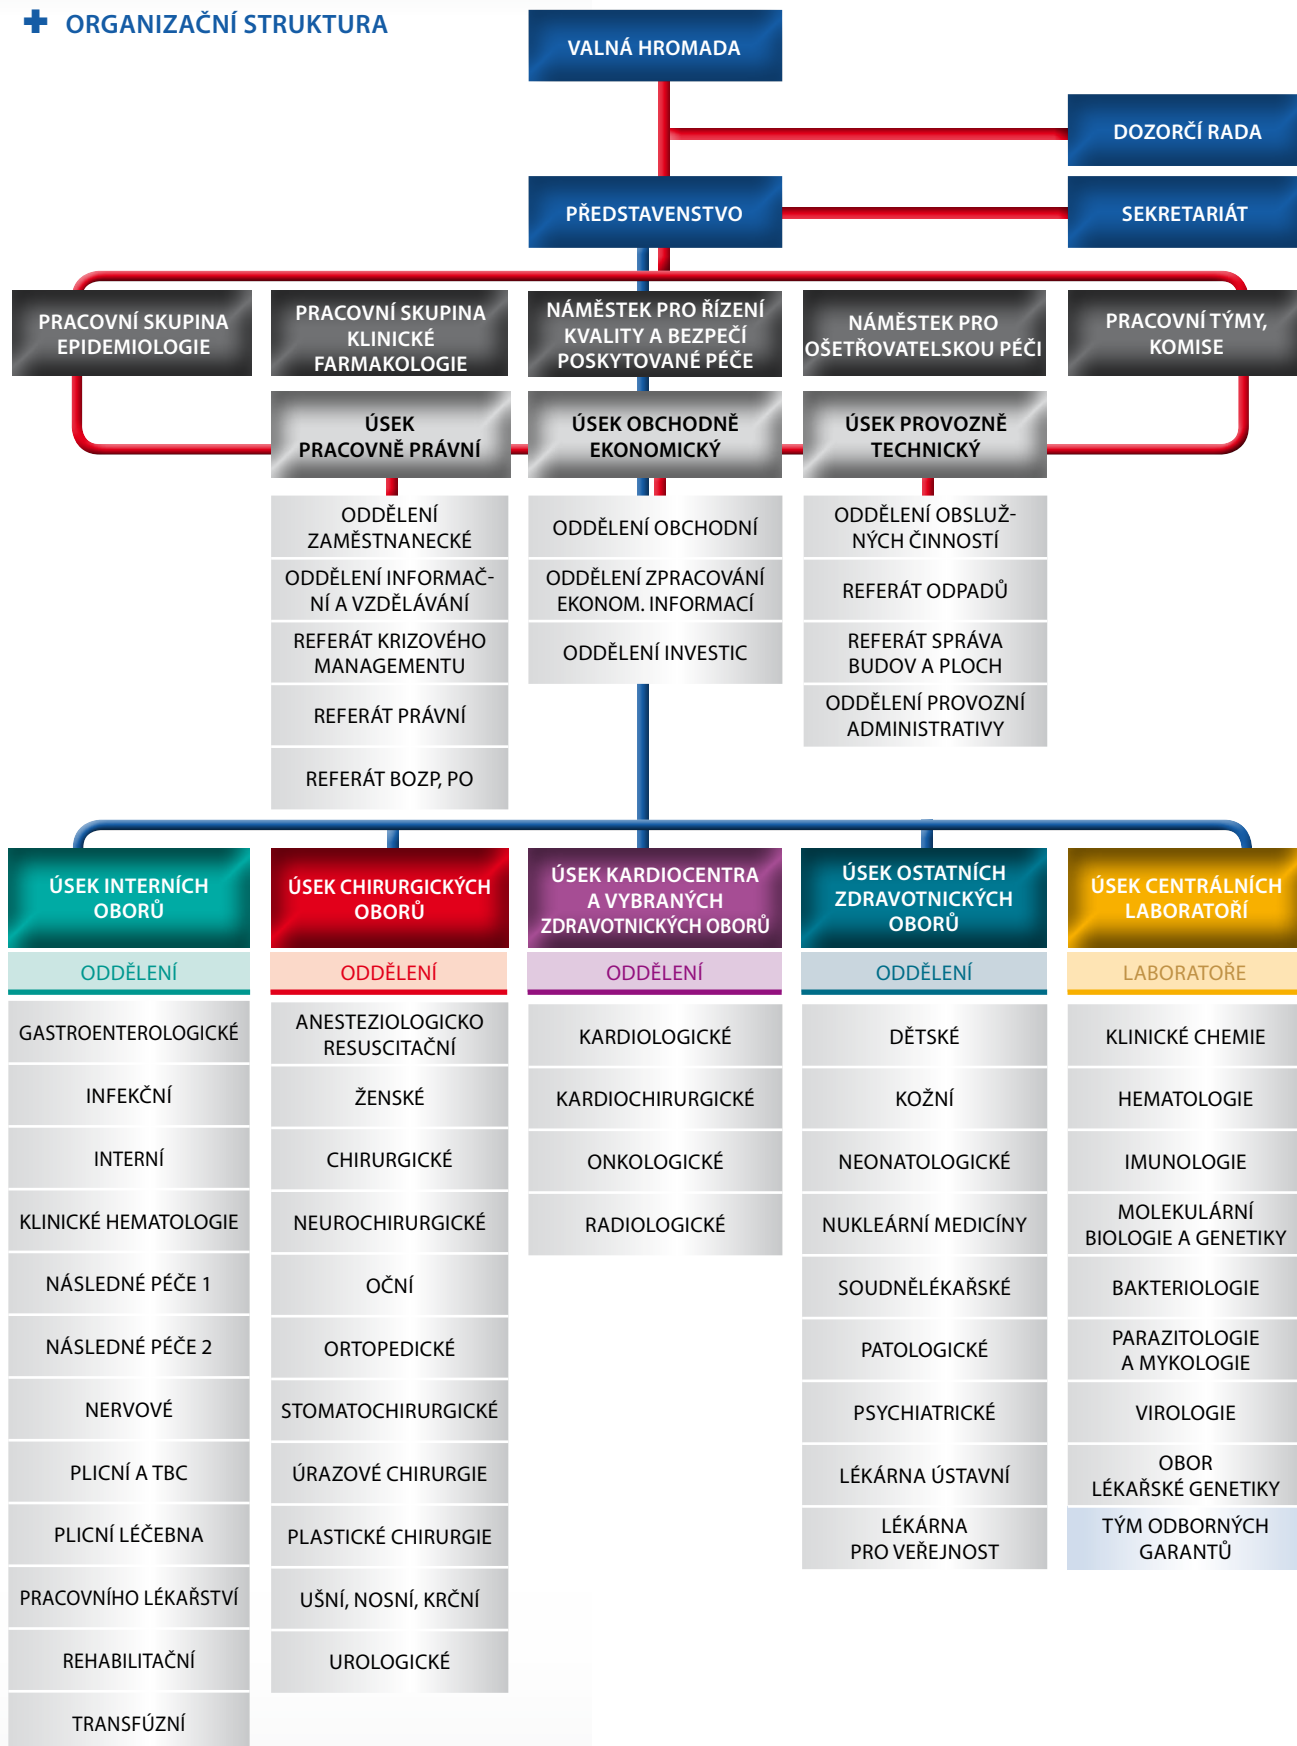 ORGANIZAČNÍ STRUKTURA
VALNÁ HROMADA
DOZORČÍ RADA
PŘEDSTAVENSTVO
SEKRETARIÁT
PRACOVNÍ SKUPINA
EPIDEMIOLOGIE
PRACOVNÍ SKUPINA
KLINICKÉ
FARMAKOLOGIE
NÁMĚSTEK PRO ŘÍZENÍ
KVALITY A BEZPEČÍ
POSKYTOVANÉ PÉČE
NÁMĚSTEK PRO
OŠETŘOVATELSKOU PÉČI
PRACOVNÍ TÝMY,
KOMISE
ÚSEK
PRACOVNĚ PRÁVNÍ
ÚSEK OBCHODNĚ
EKONOMICKÝ
ÚSEK PROVOZNĚ
TECHNICKÝ
ODDĚLENÍ
ZAMĚSTNANECKÉ
ODDĚLENÍ INFORMAČ-
NÍ A VZDĚLÁVÁNÍ
REFERÁT KRIZOVÉHO
MANAGEMENTU
REFERÁT PRÁVNÍ
REFERÁT BOZP, PO
ODDĚLENÍ OBCHODNÍ
ODDĚLENÍ ZPRACOVÁNÍ
EKONOM. INFORMACÍ
ODDĚLENÍ INVESTIC
ODDĚLENÍ OBSLUŽ-
NÝCH ČINNOSTÍ
REFERÁT ODPADŮ
REFERÁT SPRÁVA
BUDOV A PLOCH
ODDĚLENÍ PROVOZNÍ
ADMINISTRATIVY
ÚSEK INTERNÍCH
OBORŮ
ODDĚLENÍ
GASTROENTEROLOGICKÉ
INFEKČNÍ
INTERNÍ
KLINICKÉ HEMATOLOGIE
NÁSLEDNÉ PÉČE 1
NÁSLEDNÉ PÉČE 2
NERVOVÉ
PLICNÍ A TBC
PLICNÍ LÉČEBNA
PRACOVNÍHO LÉKAŘSTVÍ
REHABILITAČNÍ
TRANSFÚZNÍ
ÚSEK CHIRURGICKÝCH
OBORŮ
ODDĚLENÍ
ANESTEZIOLOGICKO
RESUSCITAČNÍ
ŽENSKÉ
CHIRURGICKÉ
NEUROCHIRURGICKÉ
OČNÍ
ORTOPEDICKÉ
STOMATOCHIRURGICKÉ
ÚRAZOVÉ CHIRURGIE
PLASTICKÉ CHIRURGIE
UŠNÍ, NOSNÍ, KRČNÍ
UROLOGICKÉ
ÚSEK KARDIOCENTRA
A VYBRANÝCH
ZDRAVOTNICKÝCH OBORŮ
ODDĚLENÍ
KARDIOLOGICKÉ
KARDIOCHIRURGICKÉ
ONKOLOGICKÉ
RADIOLOGICKÉ
ÚSEK OSTATNÍCH
ZDRAVOTNICKÝCH
OBORŮ
ODDĚLENÍ
DĚTSKÉ
KOŽNÍ
NEONATOLOGICKÉ
NUKLEÁRNÍ MEDICÍNY
SOUDNĚLÉKAŘSKÉ
PATOLOGICKÉ
PSYCHIATRICKÉ
LÉKÁRNA ÚSTAVNÍ
LÉKÁRNA
PRO VEŘEJNOST
ÚSEK CENTRÁLNÍCH
LABORATOŘÍ
LABORATOŘE
KLINICKÉ CHEMIE
HEMATOLOGIE
IMUNOLOGIE
MOLEKULÁRNÍ
BIOLOGIE A GENETIKY
BAKTERIOLOGIE
PARAZITOLOGIE
A MYKOLOGIE
VIROLOGIE
OBOR
LÉKAŘSKÉ GENETIKY
TÝM ODBORNÝCH
GARANTŮ